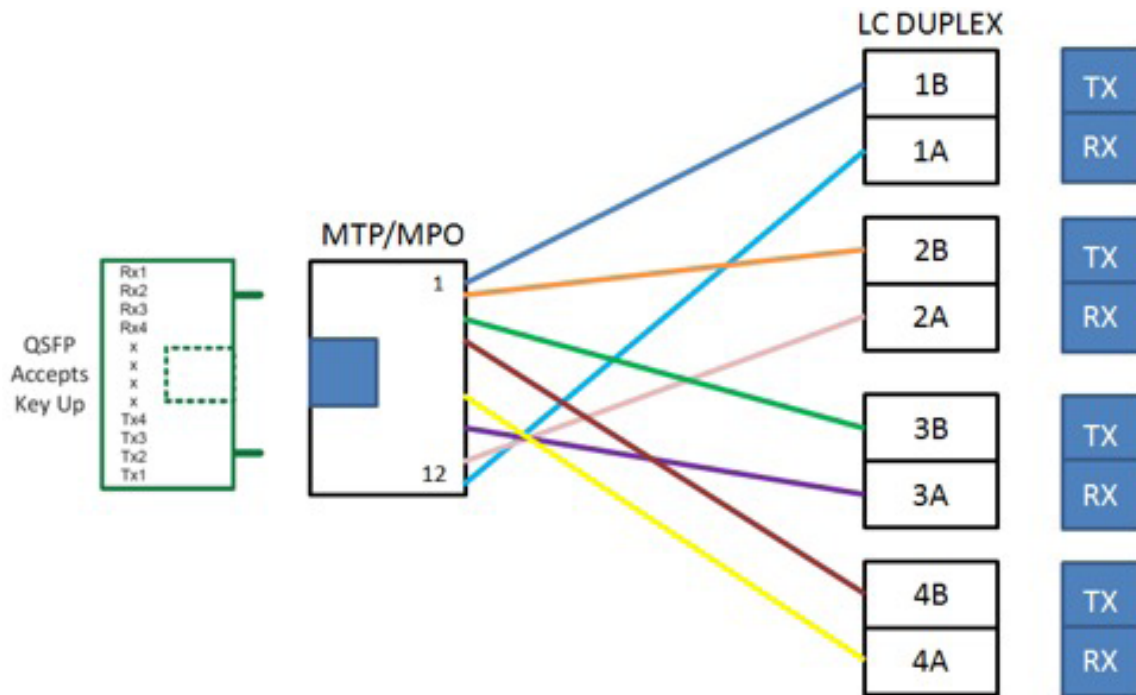 LC DUPLEX
1B
TX
1A
RX
MTP/MPO
2B
TX
1
2A
RX
Rx1
Rx2
Rx3
Rx4
x
x
x
x
Tx4
Tx3
Tx2
Tx1
QSFP
Accepts
Key Up
3B
TX
12
3A
RX
4B
TX
4A
RX